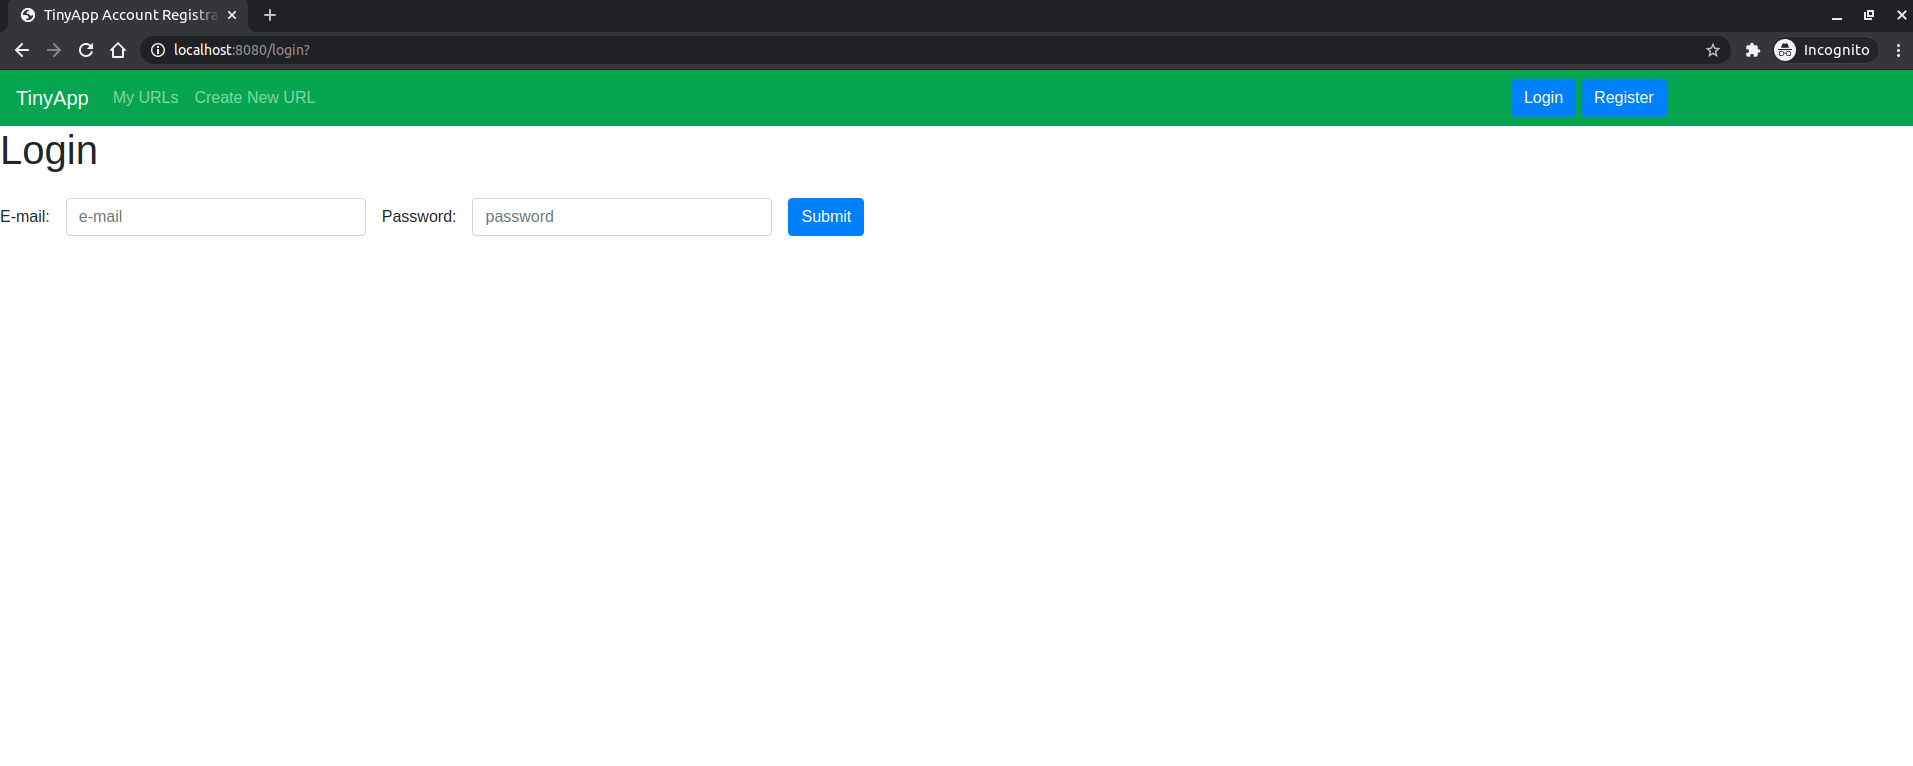 TinyApp Account Registra
localhost:8080/login?
Incognito
TinyApp My URLs Create New URL Login Register
Login
E-mail: e-mail Password: password Submit